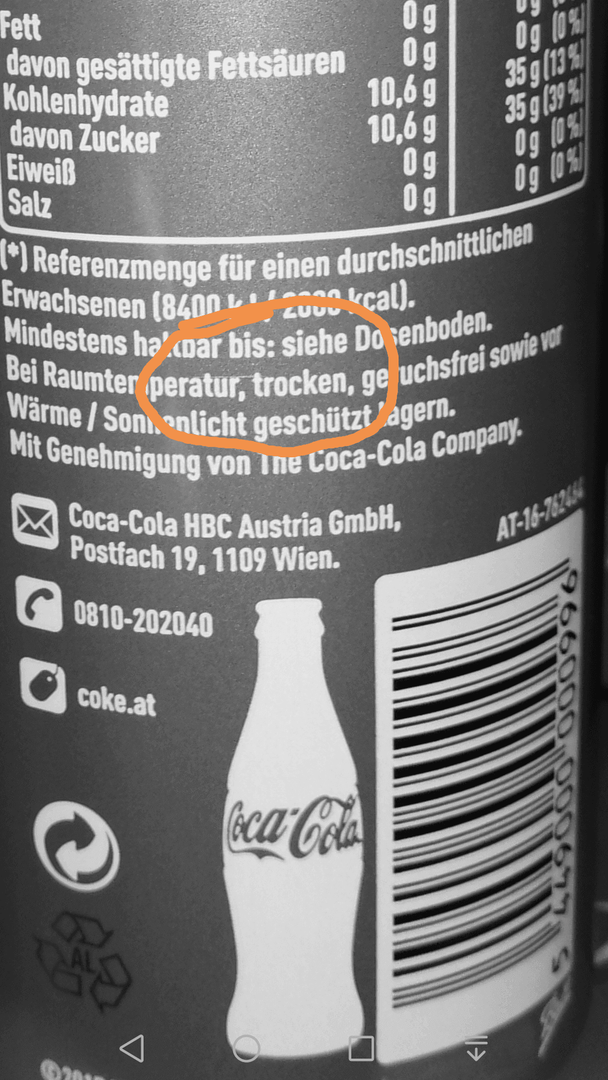 Fett 0 g 0 g (0 %)
davon gesättigte Fettsäuren 0 g 0 g (0 %)
Kohlenhydrate 10,6 g 35 g (13 %)
davon Zucker 10,6 g 35 g (39 %)
Eiweiß 0 g 0 g (0 %)
Salz 0 g 0 g (0 %)
(*) Referenzmenge für einen durchschnittlichen
Erwachsenen (8400 kJ / 2000 kcal).
Mindestens haltbar bis: siehe Dosenboden.
Bei Raumtemperatur, trocken, geruchsfrei sowie vor
Wärme / Sonnenlicht geschützt lagern.
Mit Genehmigung von The Coca-Cola Company.
Coca-Cola HBC Austria GmbH,
Postfach 19, 1109 Wien.
AT-16-762464
0810-202040
coke.at
Coca-Cola
5 449000 000996
AL